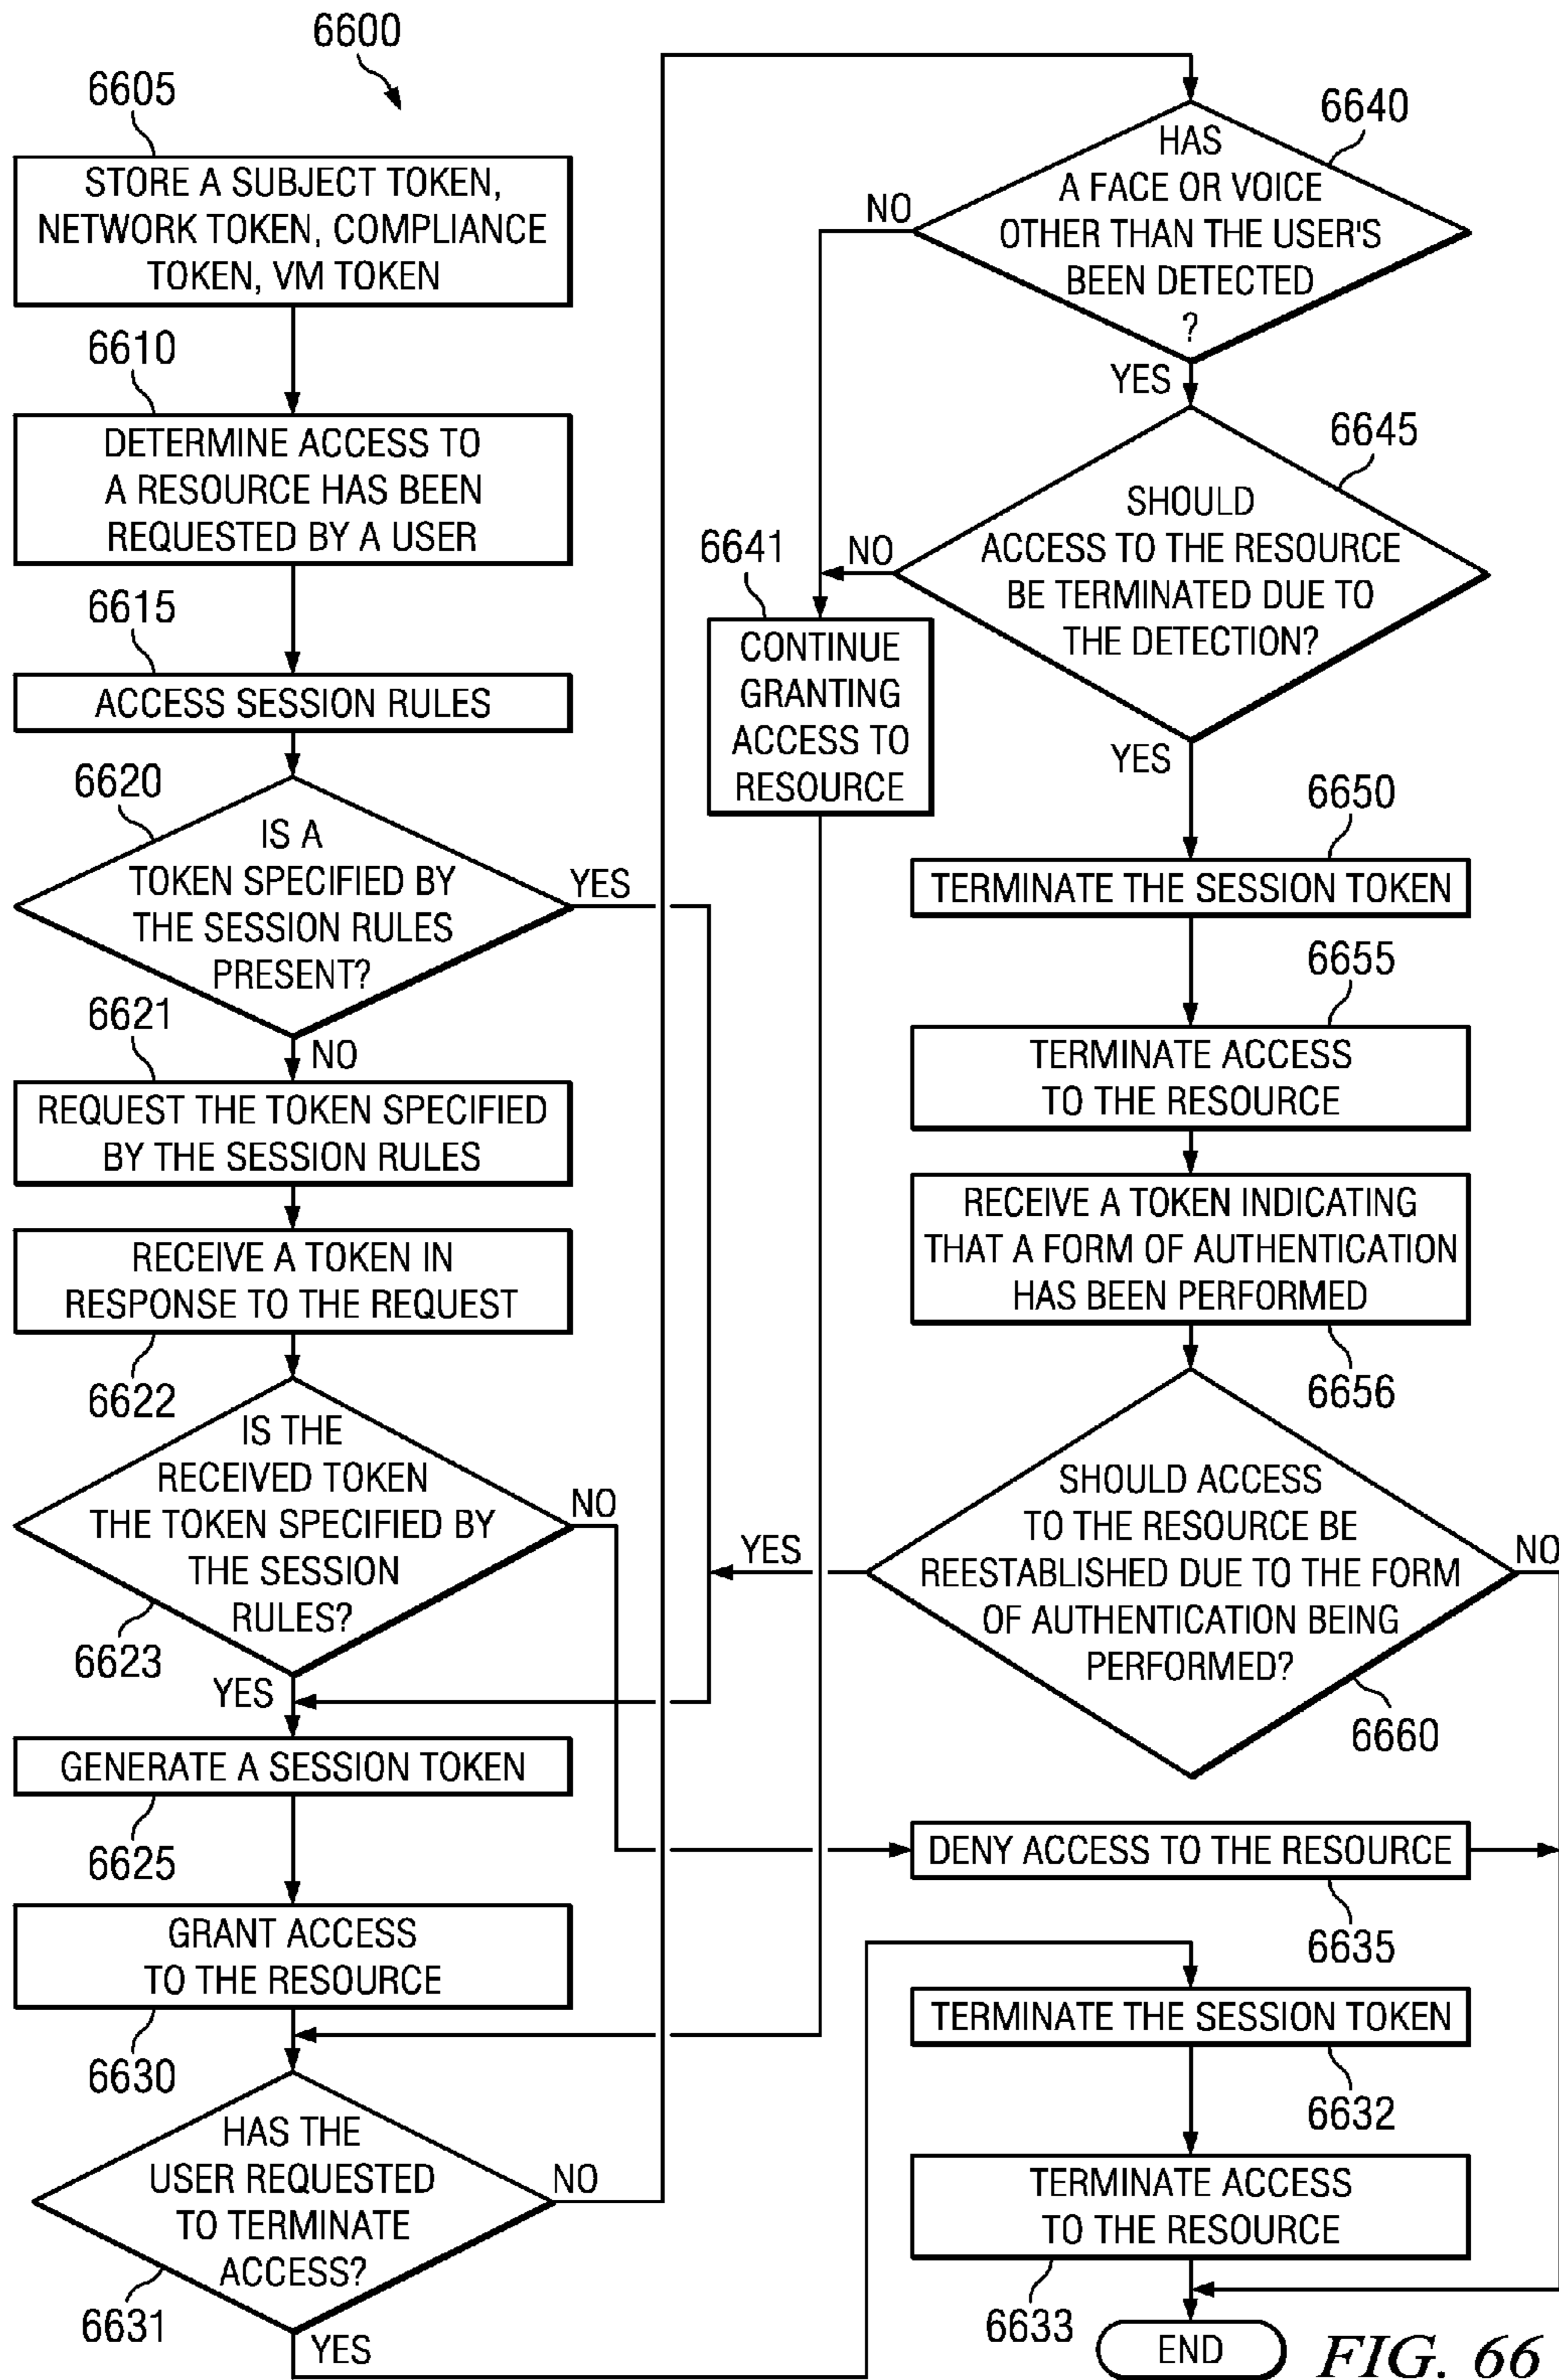 6600
6605
STORE A SUBJECT TOKEN,
NETWORK TOKEN, COMPLIANCE
TOKEN, VM TOKEN
6610
DETERMINE ACCESS TO
A RESOURCE HAS BEEN
REQUESTED BY A USER
6615
ACCESS SESSION RULES
6620
IS A
TOKEN SPECIFIED BY
THE SESSION RULES
PRESENT?
YES
NO
6621
REQUEST THE TOKEN SPECIFIED
BY THE SESSION RULES
RECEIVE A TOKEN IN
RESPONSE TO THE REQUEST
6622
IS THE
RECEIVED TOKEN
THE TOKEN SPECIFIED BY
THE SESSION
RULES?
NO
6623
YES
GENERATE A SESSION TOKEN
6625
GRANT ACCESS
TO THE RESOURCE
6630
HAS THE
USER REQUESTED
TO TERMINATE
ACCESS?
NO
6631
YES
6640
HAS
A FACE OR VOICE
OTHER THAN THE USER'S
BEEN DETECTED
?
NO
YES
6645
SHOULD
ACCESS TO THE RESOURCE
BE TERMINATED DUE TO
THE DETECTION?
NO
YES
6641
CONTINUE
GRANTING
ACCESS TO
RESOURCE
6650
TERMINATE THE SESSION TOKEN
6655
TERMINATE ACCESS
TO THE RESOURCE
RECEIVE A TOKEN INDICATING
THAT A FORM OF AUTHENTICATION
HAS BEEN PERFORMED
6656
SHOULD ACCESS
TO THE RESOURCE BE
REESTABLISHED DUE TO THE FORM
OF AUTHENTICATION BEING
PERFORMED?
YES
NO
6660
DENY ACCESS TO THE RESOURCE
6635
TERMINATE THE SESSION TOKEN
6632
TERMINATE ACCESS
TO THE RESOURCE
6633
END
FIG. 66